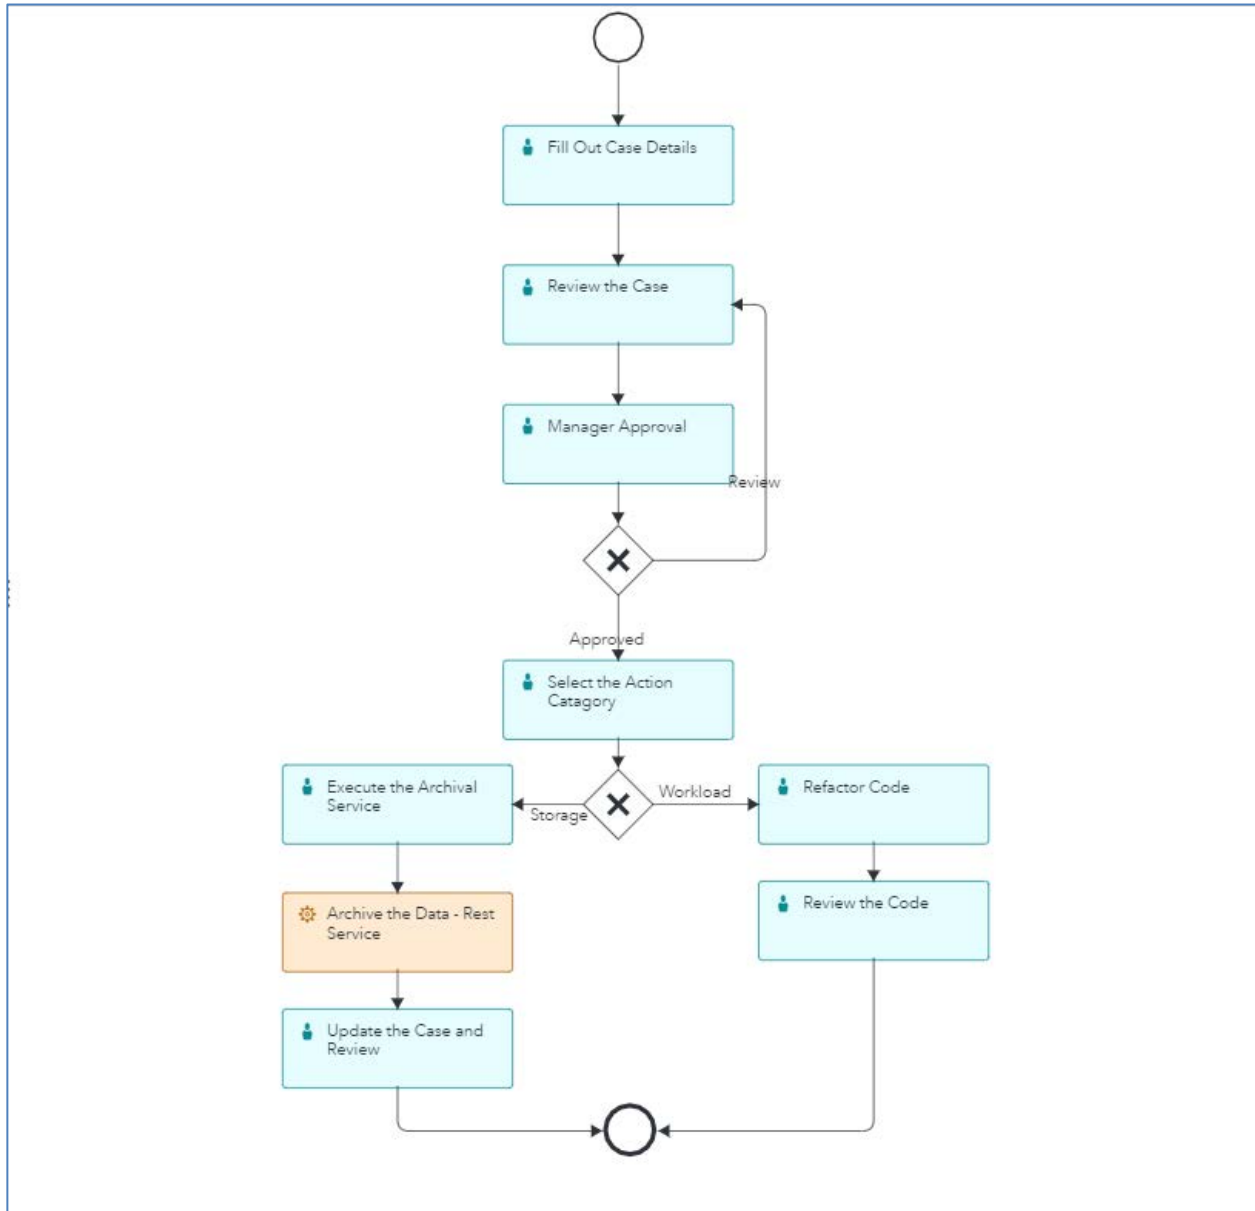 Fill Out Case Details
Review the Case
Manager Approval
Review
Approved
Select the Action
Catagory
Execute the Archival
Service
Storage
Workload
Refactor Code
Archive the Data - Rest
Service
Review the Code
Update the Case and
Review